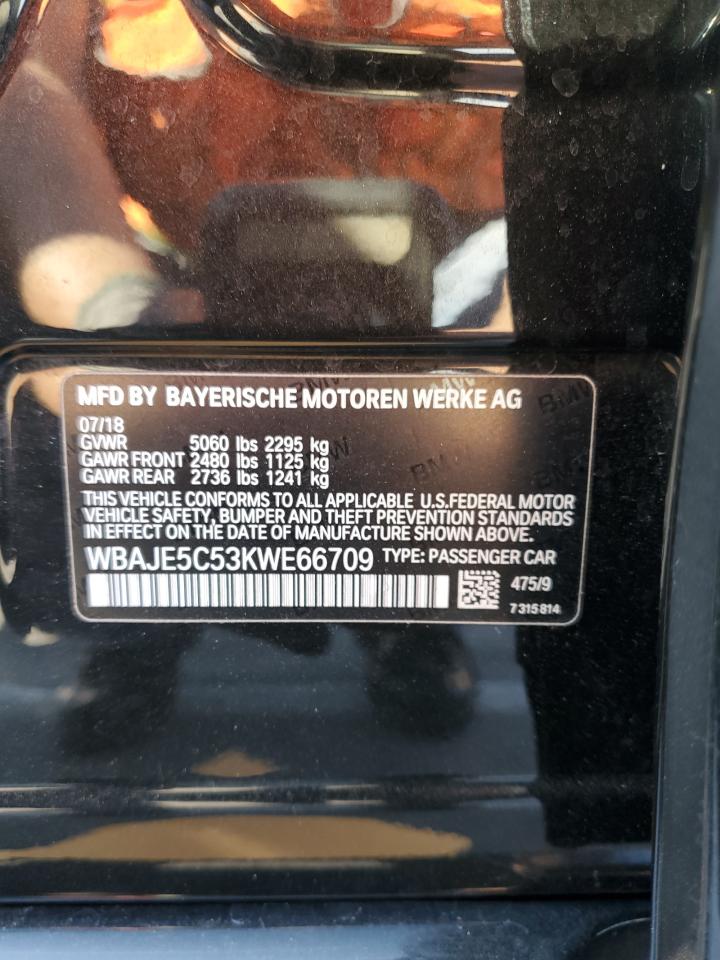 MFD BY BAYERISCHE MOTOREN WERKE AG
07/18
GVWR 5060 lbs 2295 kg
GAWR FRONT 2480 lbs 1125 kg
GAWR REAR 2736 lbs 1241 kg
THIS VEHICLE CONFORMS TO ALL APPLICABLE U.S.FEDERAL MOTOR
VEHICLE SAFETY, BUMPER AND THEFT PREVENTION STANDARDS
IN EFFECT ON THE DATE OF MANUFACTURE SHOWN ABOVE.
WBAJE5C53KWE66709 TYPE: PASSENGER CAR
475/9
7 315 814